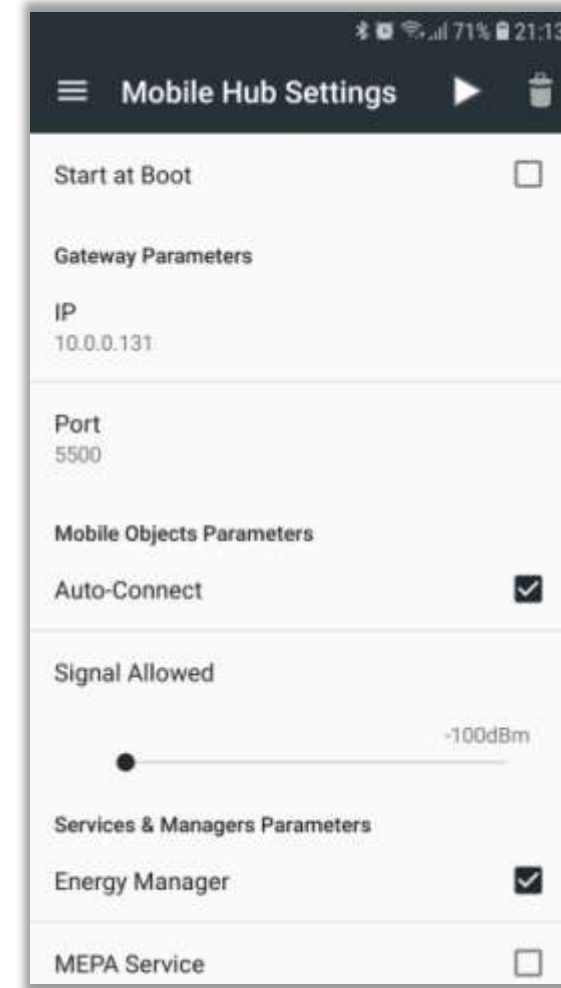 71% 21:13
Mobile Hub Settings
Start at Boot
Gateway Parameters
IP
10.0.0.131
Port
5500
Mobile Objects Parameters
Auto-Connect
Signal Allowed
-100dBm
Services & Managers Parameters
Energy Manager
MEPA Service